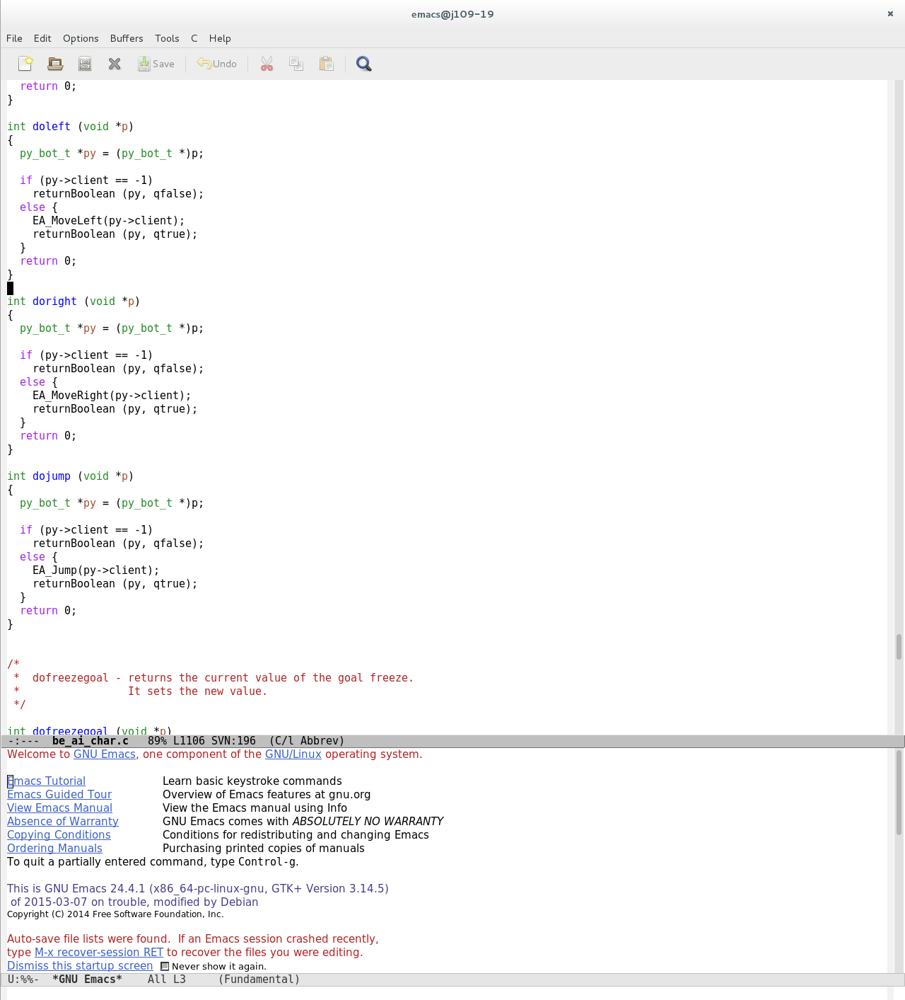 emacs@j109-19
File Edit Options Buffers Tools C Help
Save Undo
  return 0;
}

int doleft (void *p)
{
  py_bot_t *py = (py_bot_t *)p;

  if (py->client == -1)
    returnBoolean (py, qfalse);
  else {
    EA_MoveLeft(py->client);
    returnBoolean (py, qtrue);
  }
  return 0;
}

int doright (void *p)
{
  py_bot_t *py = (py_bot_t *)p;

  if (py->client == -1)
    returnBoolean (py, qfalse);
  else {
    EA_MoveRight(py->client);
    returnBoolean (py, qtrue);
  }
  return 0;
}

int dojump (void *p)
{
  py_bot_t *py = (py_bot_t *)p;

  if (py->client == -1)
    returnBoolean (py, qfalse);
  else {
    EA_Jump(py->client);
    returnBoolean (py, qtrue);
  }
  return 0;
}

/*
 *  dofreezegoal - returns the current value of the goal freeze.
 *                 It sets the new value.
 */

int dofreezegoal (void *p)
-:---  be_ai_char.c   89% L1106 SVN:196  (C/l Abbrev)
Welcome to GNU Emacs, one component of the GNU/Linux operating system.

Emacs Tutorial Learn basic keystroke commands
Emacs Guided Tour Overview of Emacs features at gnu.org
View Emacs Manual View the Emacs manual using Info
Absence of Warranty GNU Emacs comes with ABSOLUTELY NO WARRANTY
Copying Conditions Conditions for redistributing and changing Emacs
Ordering Manuals Purchasing printed copies of manuals
To quit a partially entered command, type Control-g.

This is GNU Emacs 24.4.1 (x86_64-pc-linux-gnu, GTK+ Version 3.14.5)
 of 2015-03-07 on trouble, modified by Debian
Copyright (C) 2014 Free Software Foundation, Inc.

Auto-save file lists were found.  If an Emacs session crashed recently,
type M-x recover-session RET to recover the files you were editing.
Dismiss this startup screen Never show it again.
U:%%-  *GNU Emacs*    All L3     (Fundamental)